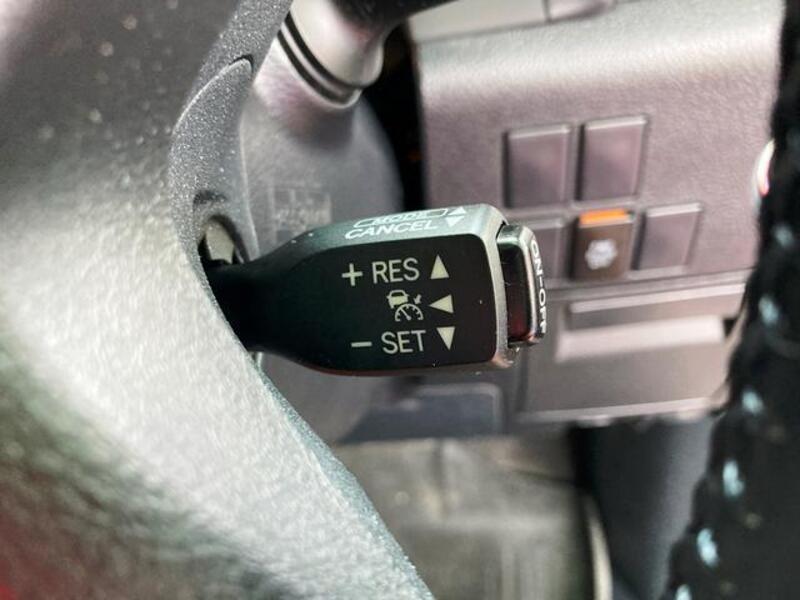 MODE
CANCEL
+ RES
- SET
ON-OFF